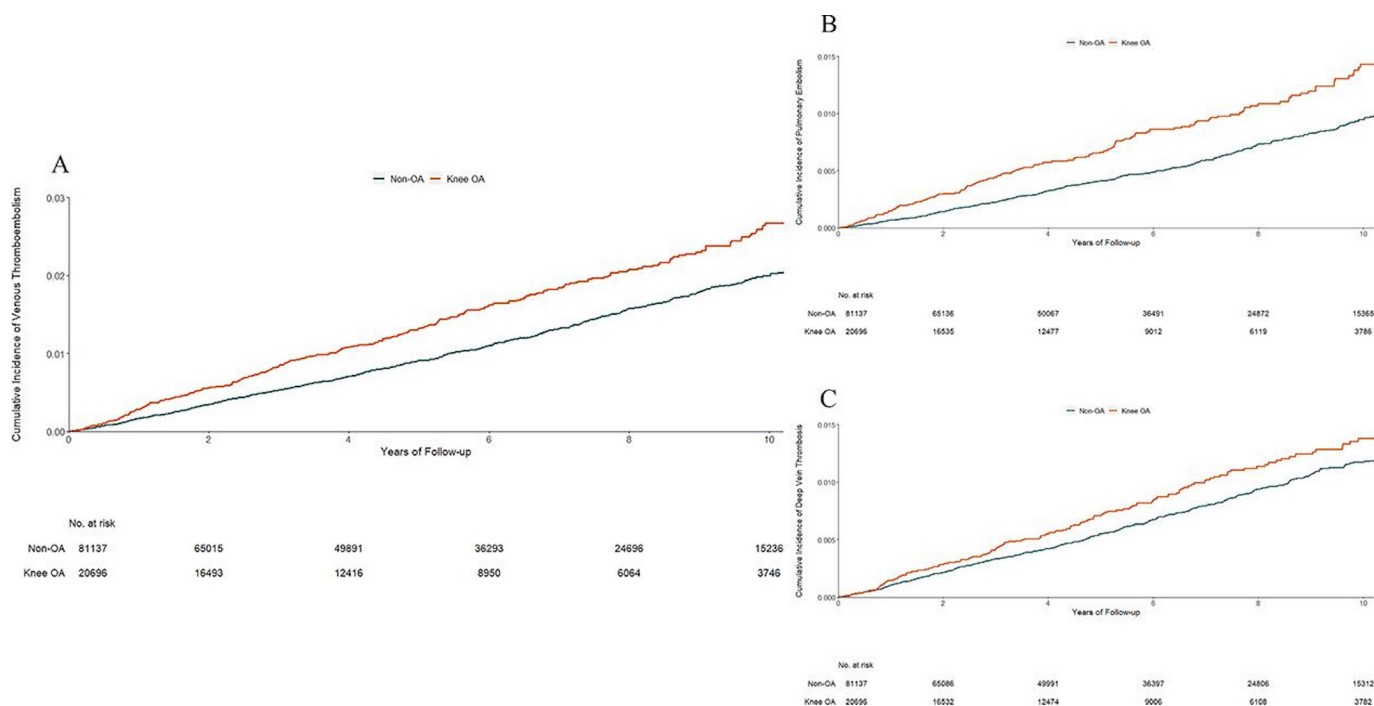 A
Non-OA Knee OA
Cumulative Incidence of Venous Thromboembolism
0.03
0.02
0.01
0.00
0 2 4 6 8 10
Years of Follow-up
No. at risk
Non-OA 81137 65015 49891 36293 24696 15236
Knee OA 20696 16493 12416 8950 6064 3746
B
Non-OA Knee OA
Cumulative Incidence of Pulmonary Embolism
0.015
0.010
0.005
0.000
0 2 4 6 8 10
Years of Follow-up
No. at risk
Non-OA 81137 65136 50067 36491 24872 15365
Knee OA 20696 16535 12477 9012 6119 3786
C
Non-OA Knee OA
Cumulative Incidence of Deep Vein Thrombosis
0.015
0.010
0.005
0.000
0 2 4 6 8 10
Years of Follow-up
No. at risk
Non-OA 81137 65086 49991 36397 24806 15312
Knee OA 20696 16532 12474 9006 6108 3782